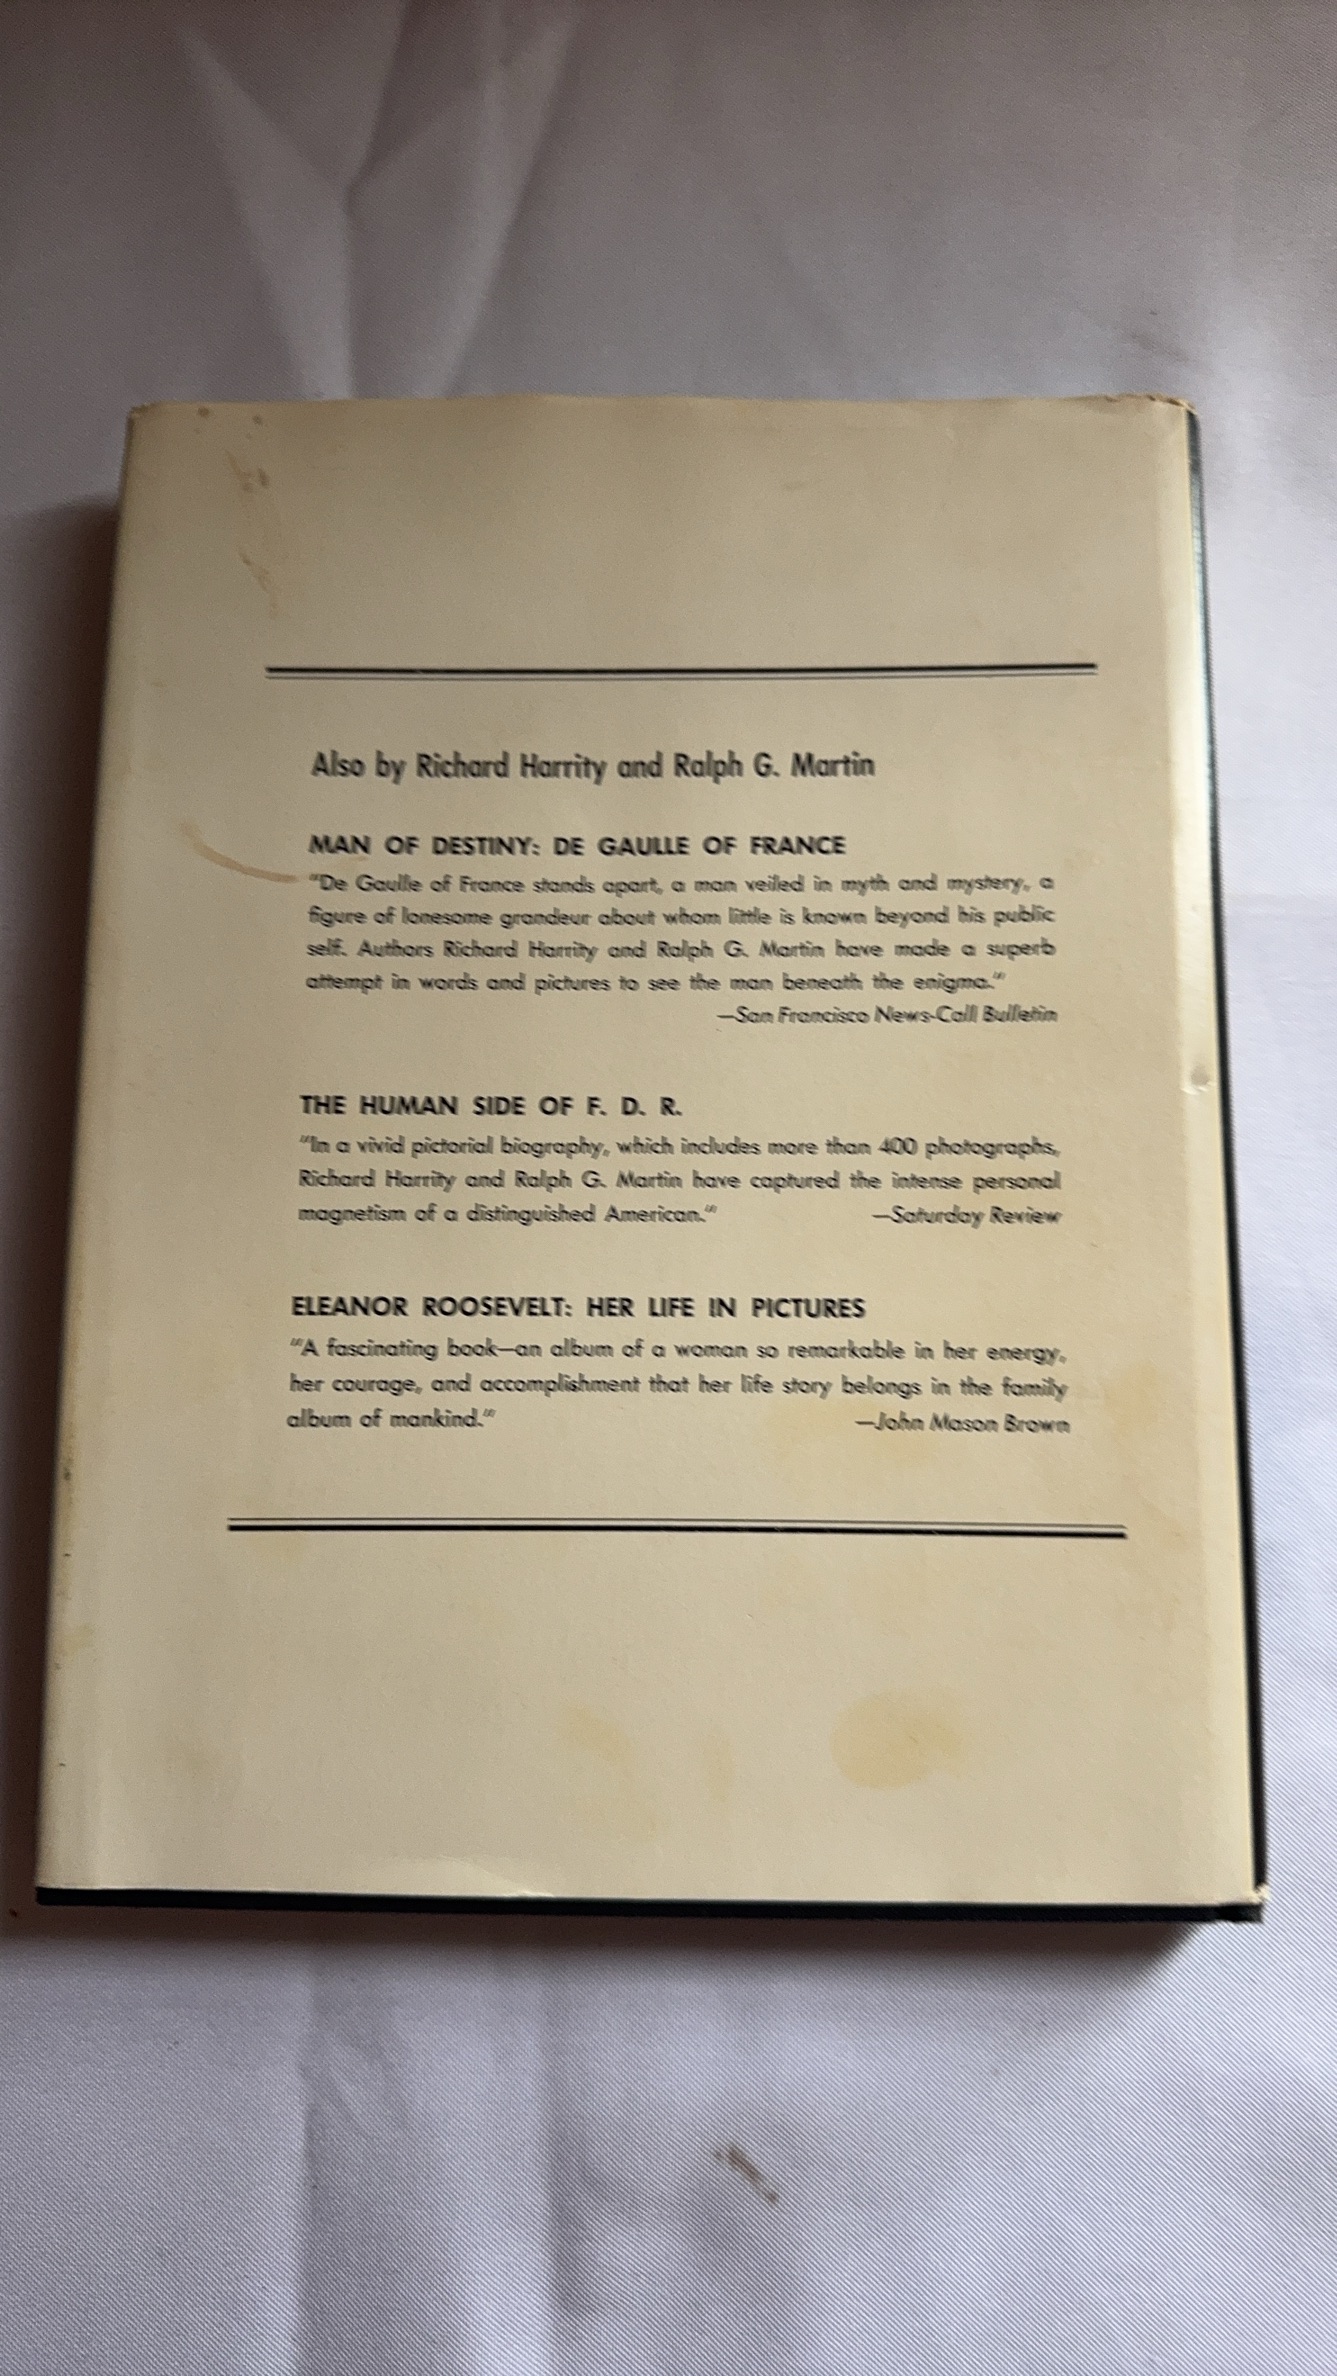 Also by Richard Harrity and Ralph G. Martin
MAN OF DESTINY: DE GAULLE OF FRANCE
"De Gaulle of France stands apart, a man veiled in myth and mystery, a
figure of lonesome grandeur about whom little is known beyond his public
self. Authors Richard Harrity and Ralph G. Martin have made a superb
attempt in words and pictures to see the man beneath the enigma."
—San Francisco News-Call Bulletin
THE HUMAN SIDE OF F. D. R.
"In a vivid pictorial biography, which includes more than 400 photographs,
Richard Harrity and Ralph G. Martin have captured the intense personal
magnetism of a distinguished American." —Saturday Review
ELEANOR ROOSEVELT: HER LIFE IN PICTURES
"A fascinating book—an album of a woman so remarkable in her energy,
her courage, and accomplishment that her life story belongs in the family
album of mankind." —John Mason Brown